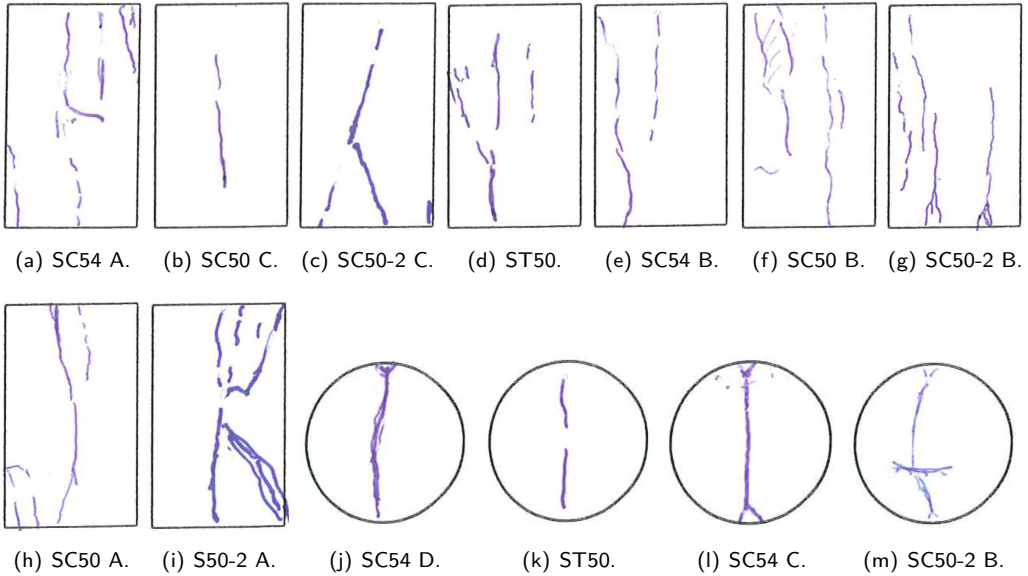 (a) SC54 A. (b) SC50 C. (c) SC50-2 C. (d) ST50. (e) SC54 B. (f) SC50 B. (g) SC50-2 B.
(h) SC50 A. (i) S50-2 A. (j) SC54 D. (k) ST50. (l) SC54 C. (m) SC50-2 B.